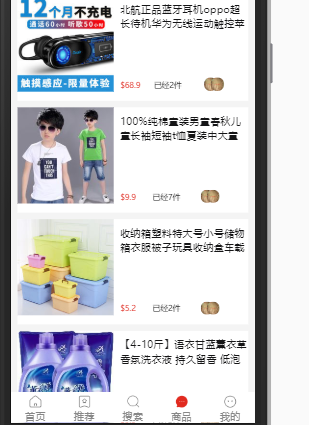 12个月不充电
通话60小时 听歌50小时
触摸感应-限量体验
北航正品蓝牙耳机oppo超
长待机华为无线运动触控苹
$68.9 已经2件
100%纯棉童装男童春秋儿
童长袖短袖t恤夏装中大童
$9.9 已经7件
收纳箱塑料特大号小号储物
箱衣服被子玩具收纳盒车载
$5.2 已经2件
【4-10斤】语衣甘蓝薰衣草
香氛洗衣液 持久留香 低泡
首页
推荐
搜索
商品
我的